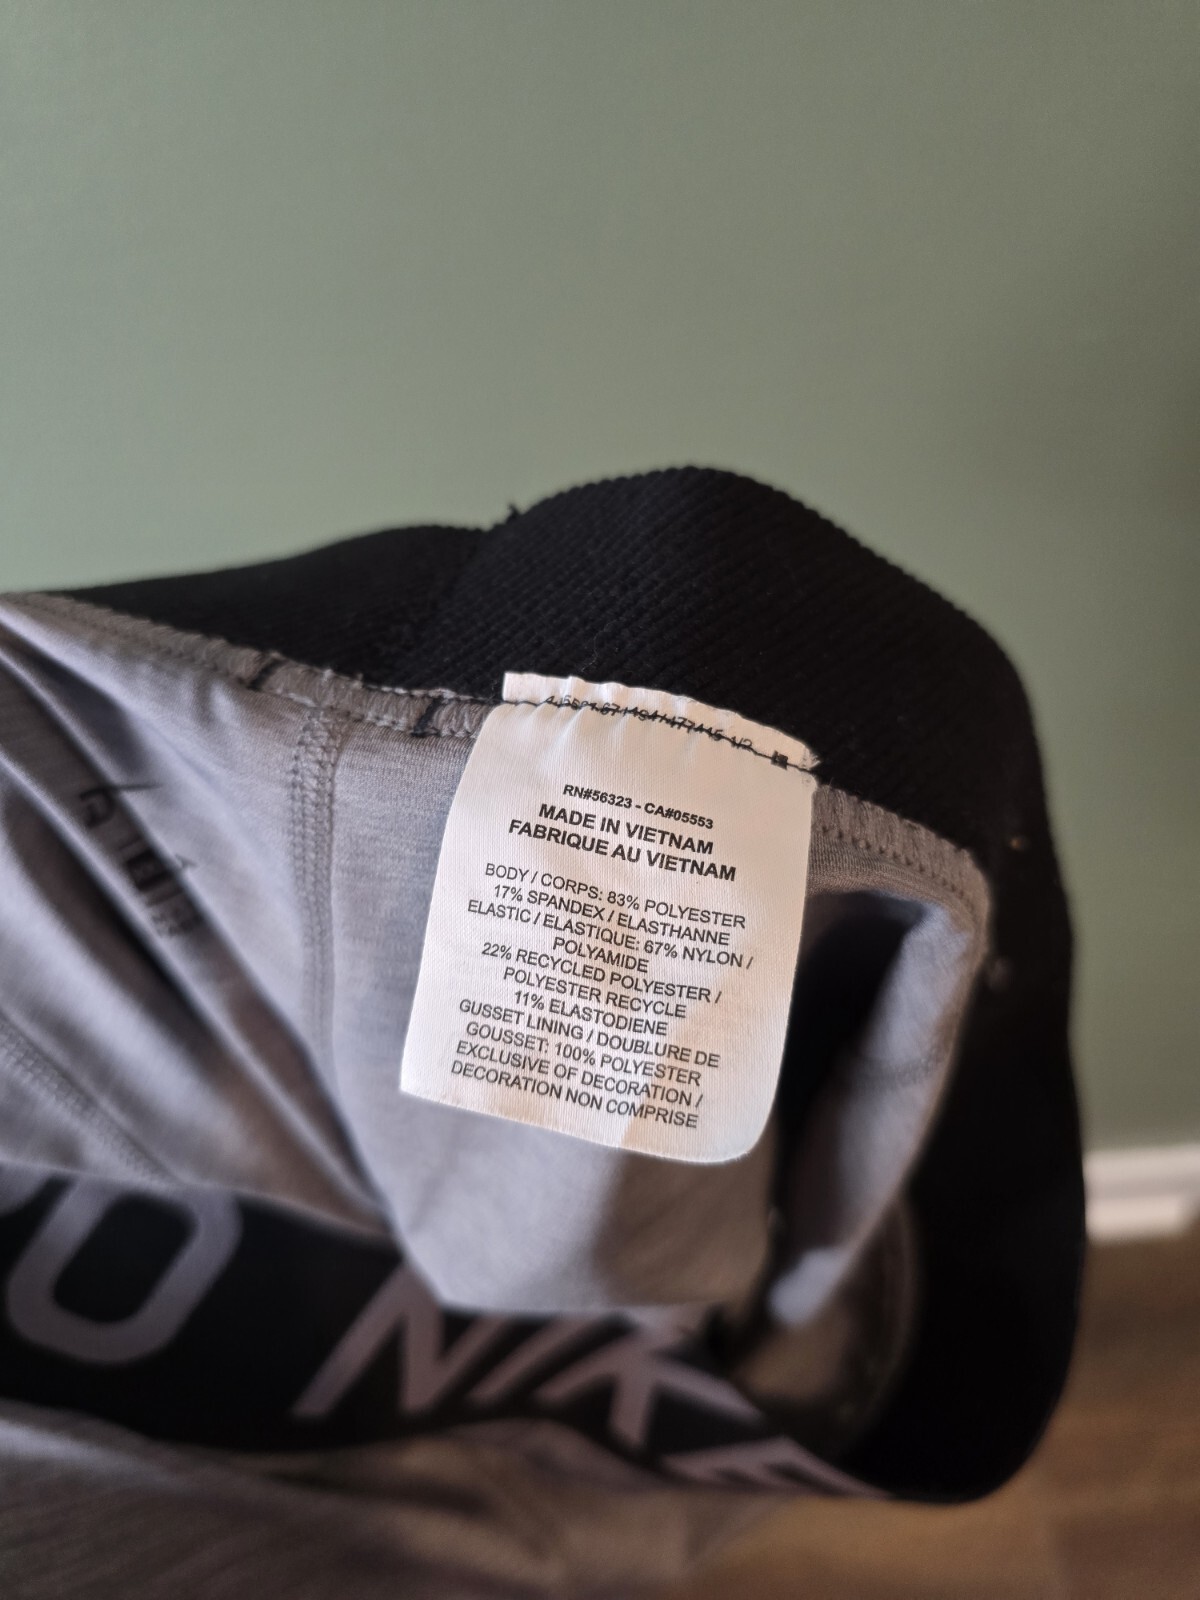 RN#56323 - CA#05553
MADE IN VIETNAM
FABRIQUE AU VIETNAM
BODY / CORPS: 83% POLYESTER
17% SPANDEX / ELASTHANNE
ELASTIC / ELASTIQUE: 67% NYLON /
POLYAMIDE
22% RECYCLED POLYESTER /
POLYESTER RECYCLE
11% ELASTODIENE
GUSSET LINING / DOUBLURE DE
GOUSSET: 100% POLYESTER
EXCLUSIVE OF DECORATION /
DECORATION NON COMPRISE
NIKE